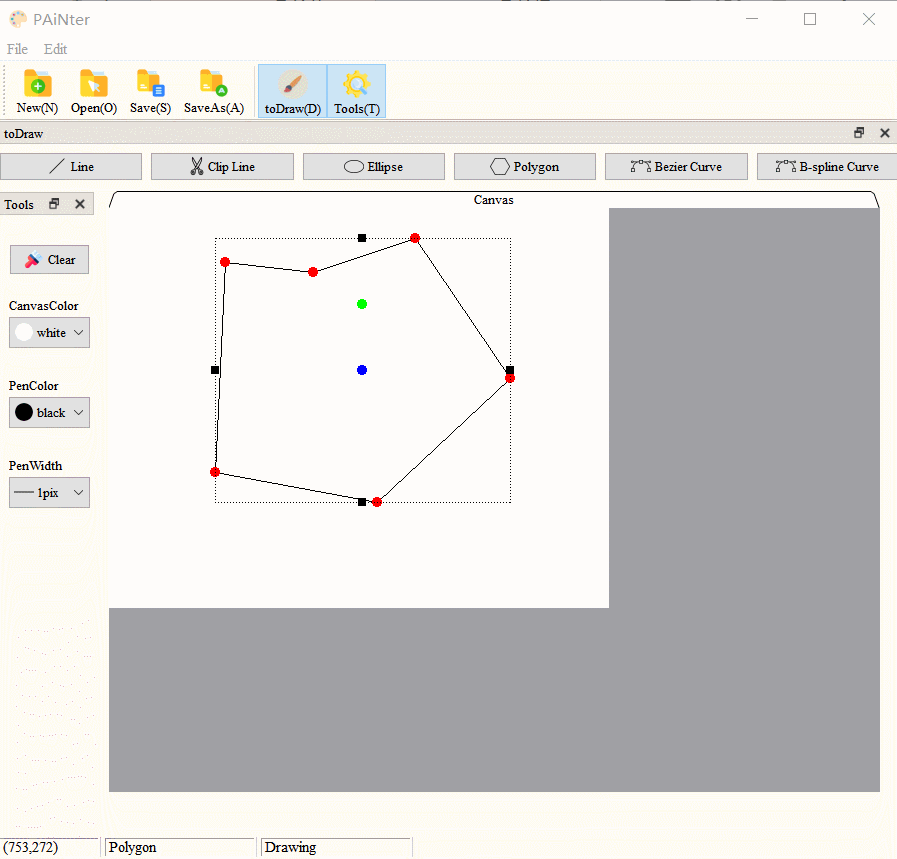 PAiNter
File Edit
New(N) Open(O) Save(S) SaveAs(A) toDraw(D) Tools(T)
toDraw
Line Clip Line Ellipse Polygon Bezier Curve B-spline Curve
Tools
Canvas
Clear
CanvasColor
white
PenColor
black
PenWidth
1pix
(753,272) Polygon Drawing